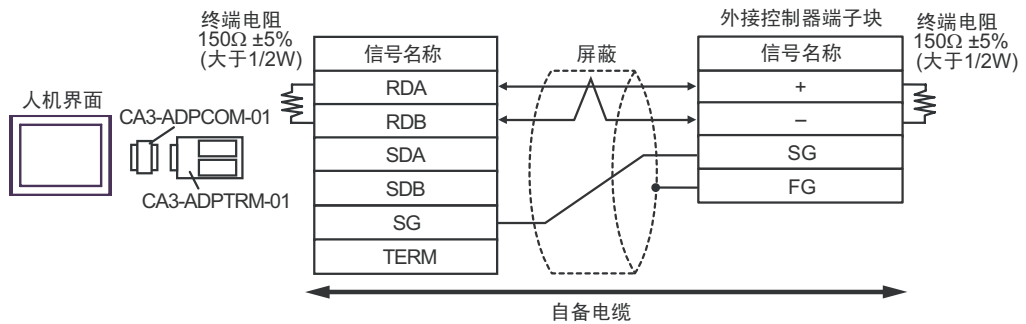 终端电阻
150Ω ±5%
(大于1/2W)
外接控制器端子块
终端电阻
150Ω ±5%
(大于1/2W)
信号名称
屏蔽
信号名称
人机界面
CA3-ADPCOM-01
CA3-ADPTRM-01
RDA
RDB
SDA
SDB
SG
TERM
+
–
SG
FG
自备电缆